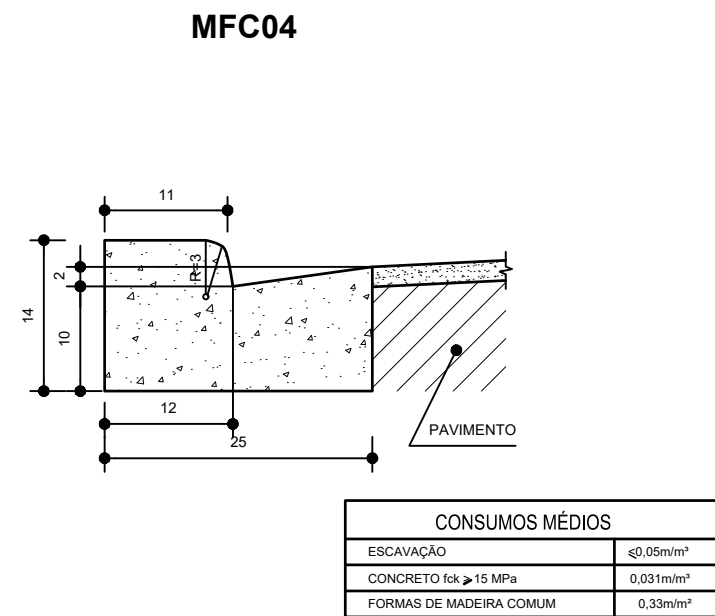 MFC04
11
R=3
2
14
10
12
25
PAVIMENTO
CONSUMOS MÉDIOS
ESCAVAÇÃO ⩽0,05m/m³
CONCRETO fck ⩾ 15 MPa 0,031m/m³
FORMAS DE MADEIRA COMUM 0,33m/m²